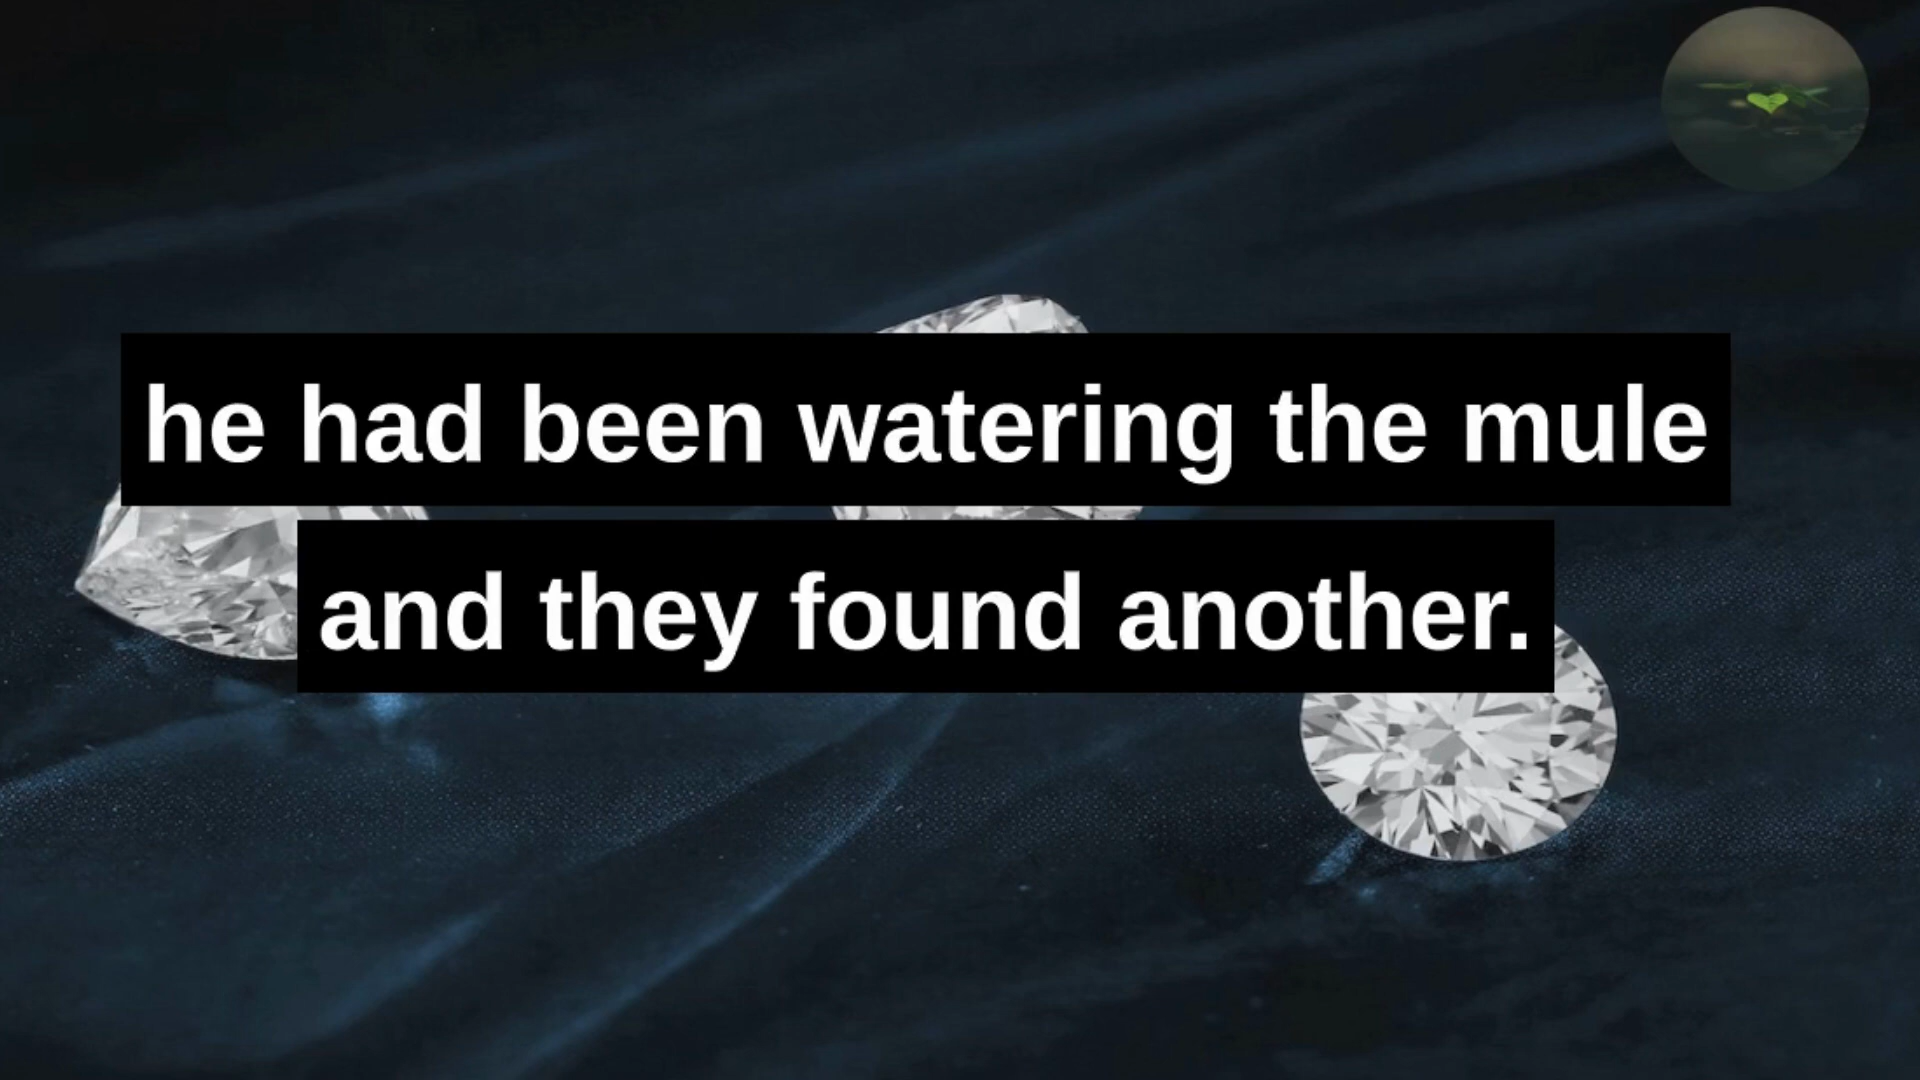 he had been watering the mule
and they found another.